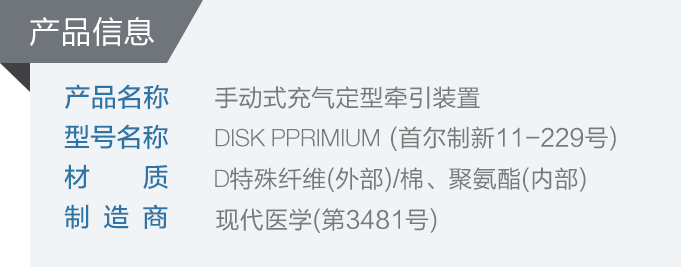 产品信息
产品名称 手动式充气定型牵引装置
型号名称 DISK PPRIMIUM (首尔制新11-229号)
材质 D特殊纤维(外部)/棉、聚氨酯(内部)
制造商 现代医学(第3481号)